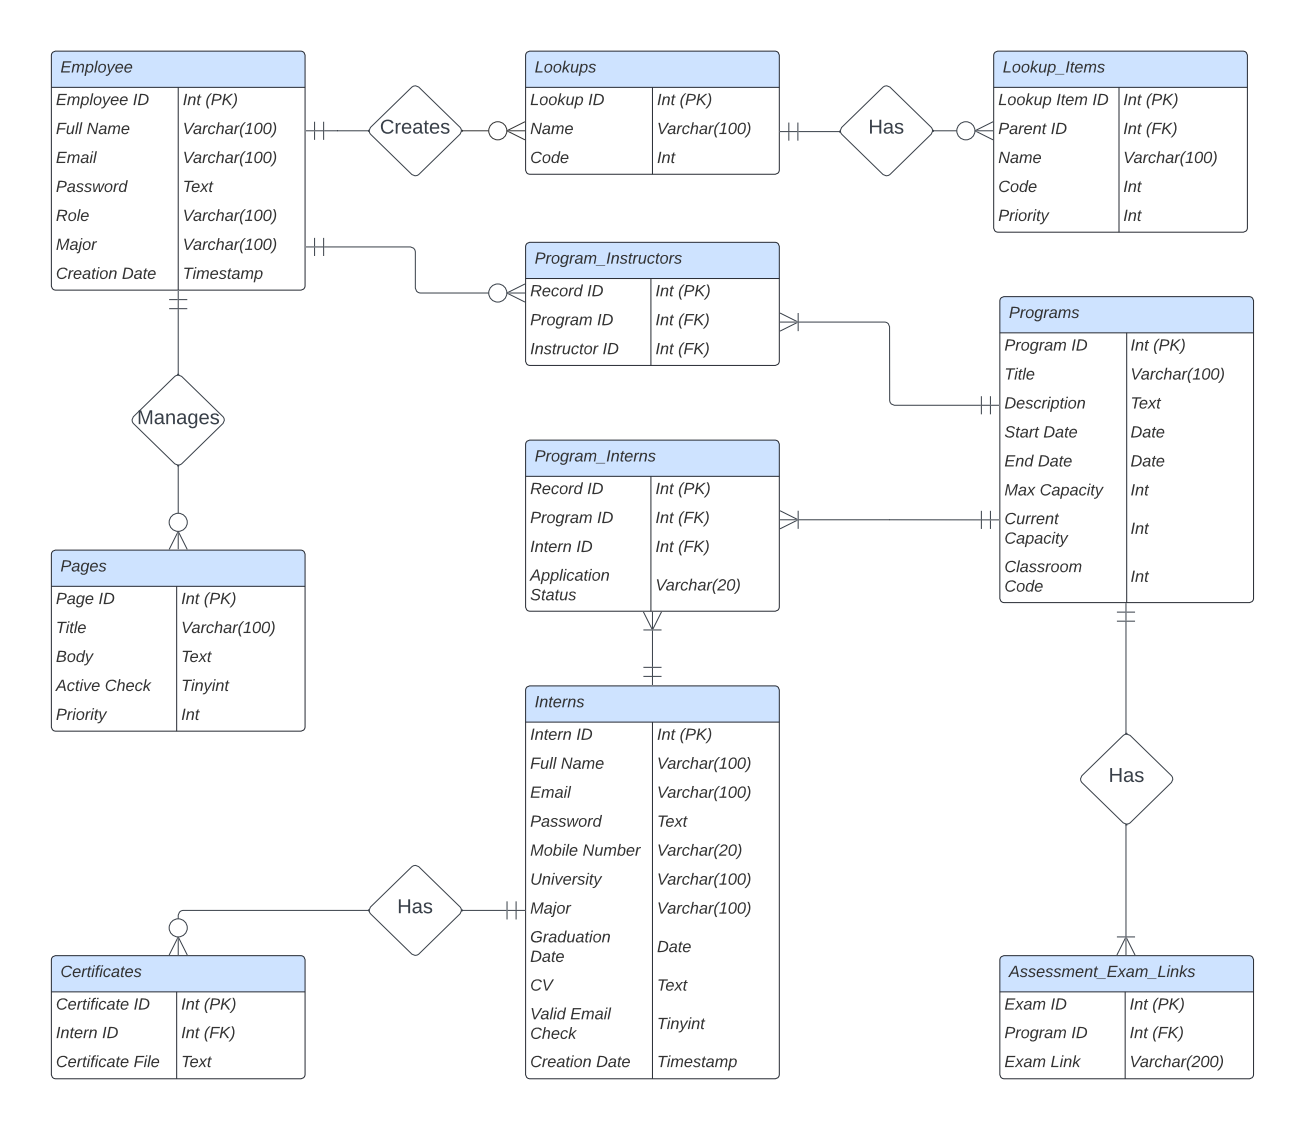 Employee
Employee ID Int (PK)
Full Name Varchar(100)
Email Varchar(100)
Password Text
Role Varchar(100)
Major Varchar(100)
Creation Date Timestamp
Creates
Lookups
Lookup ID Int (PK)
Name Varchar(100)
Code Int
Has
Lookup_Items
Lookup Item ID Int (PK)
Parent ID Int (FK)
Name Varchar(100)
Code Int
Priority Int
Program_Instructors
Record ID Int (PK)
Program ID Int (FK)
Instructor ID Int (FK)
Programs
Program ID Int (PK)
Title Varchar(100)
Description Text
Start Date Date
End Date Date
Max Capacity Int
Current
Capacity
Int
Classroom
Code
Int
Manages
Program_Interns
Record ID Int (PK)
Program ID Int (FK)
Intern ID Int (FK)
Application
Status
Varchar(20)
Pages
Page ID Int (PK)
Title Varchar(100)
Body Text
Active Check Tinyint
Priority Int
Interns
Intern ID Int (PK)
Full Name Varchar(100)
Email Varchar(100)
Password Text
Mobile Number Varchar(20)
University Varchar(100)
Major Varchar(100)
Graduation
Date
Date
CV Text
Valid Email
Check
Tinyint
Creation Date Timestamp
Has
Has
Certificates
Certificate ID Int (PK)
Intern ID Int (FK)
Certificate File Text
Assessment_Exam_Links
Exam ID Int (PK)
Program ID Int (FK)
Exam Link Varchar(200)